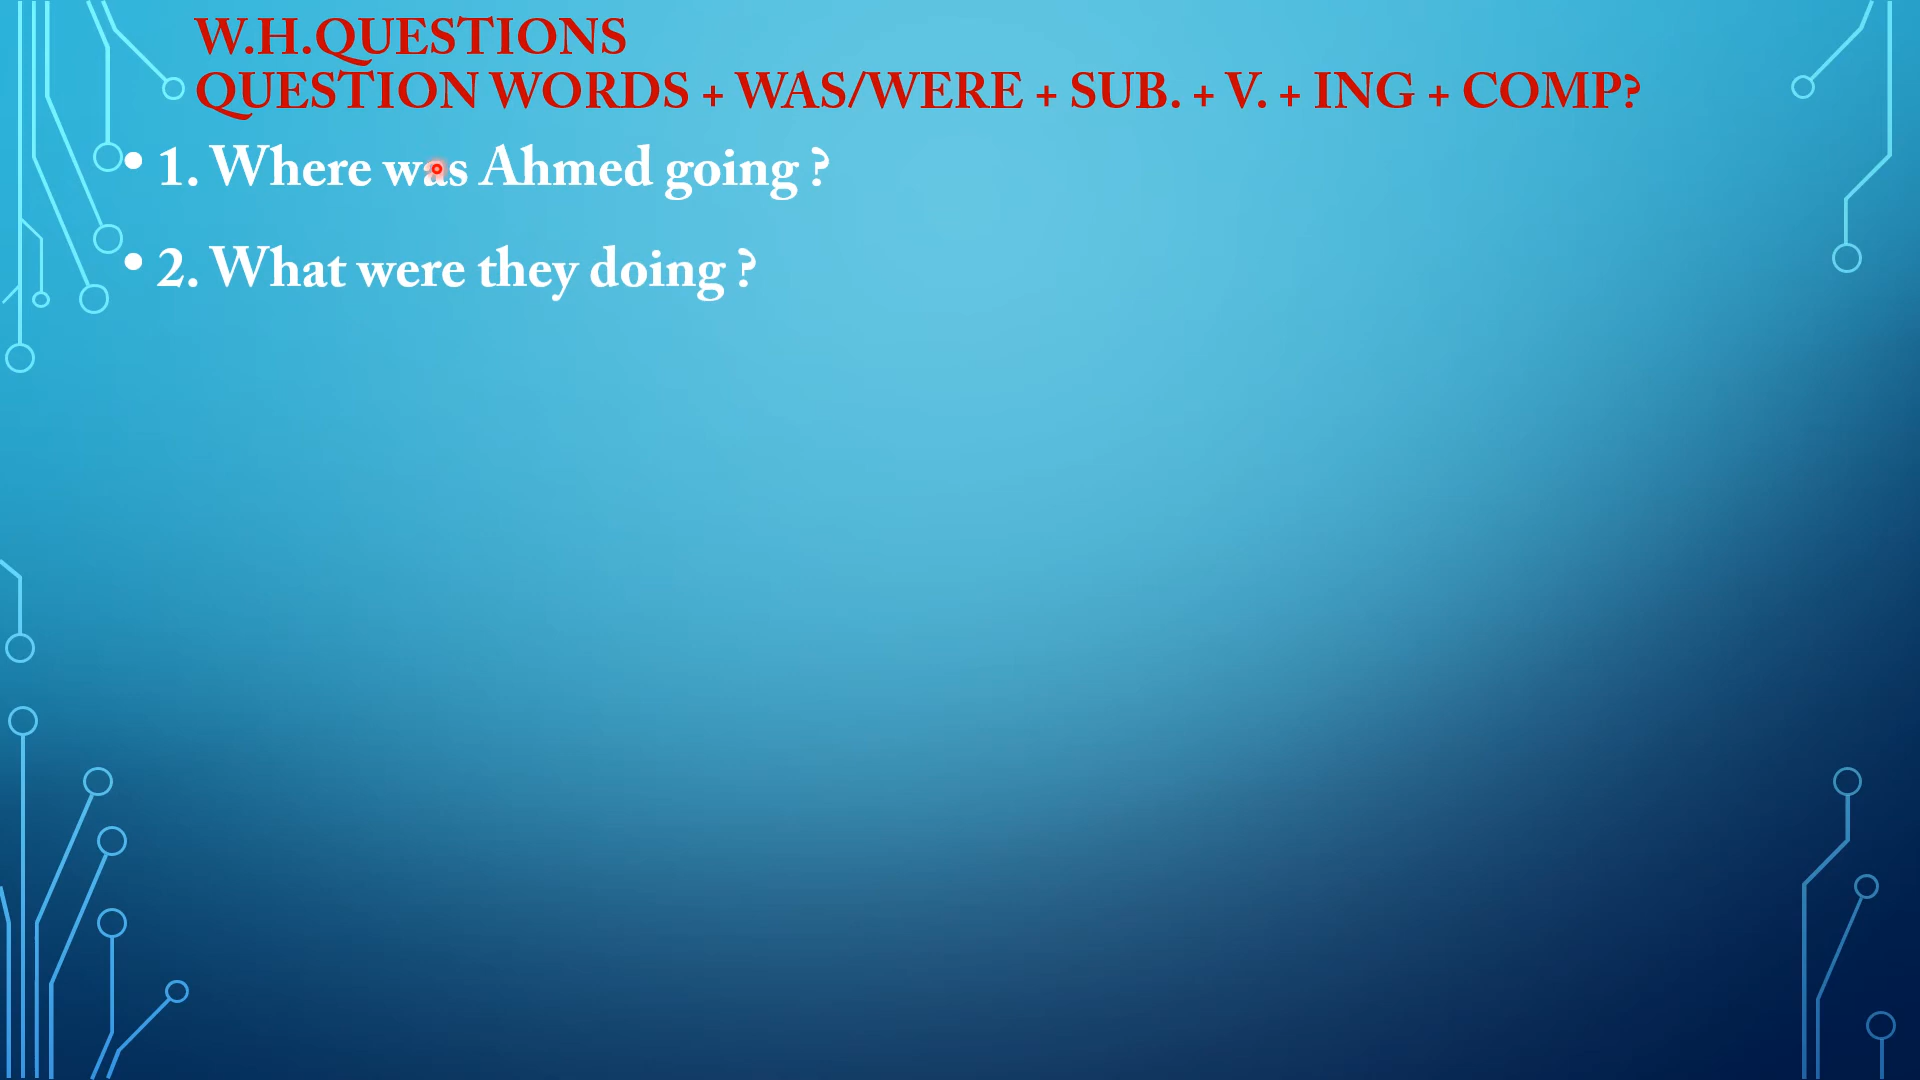 W.H.QUESTIONS
QUESTION WORDS + WAS/WERE + SUB. + V. + ING + COMP?
• 1. Where was Ahmed going ?
• 2. What were they doing ?